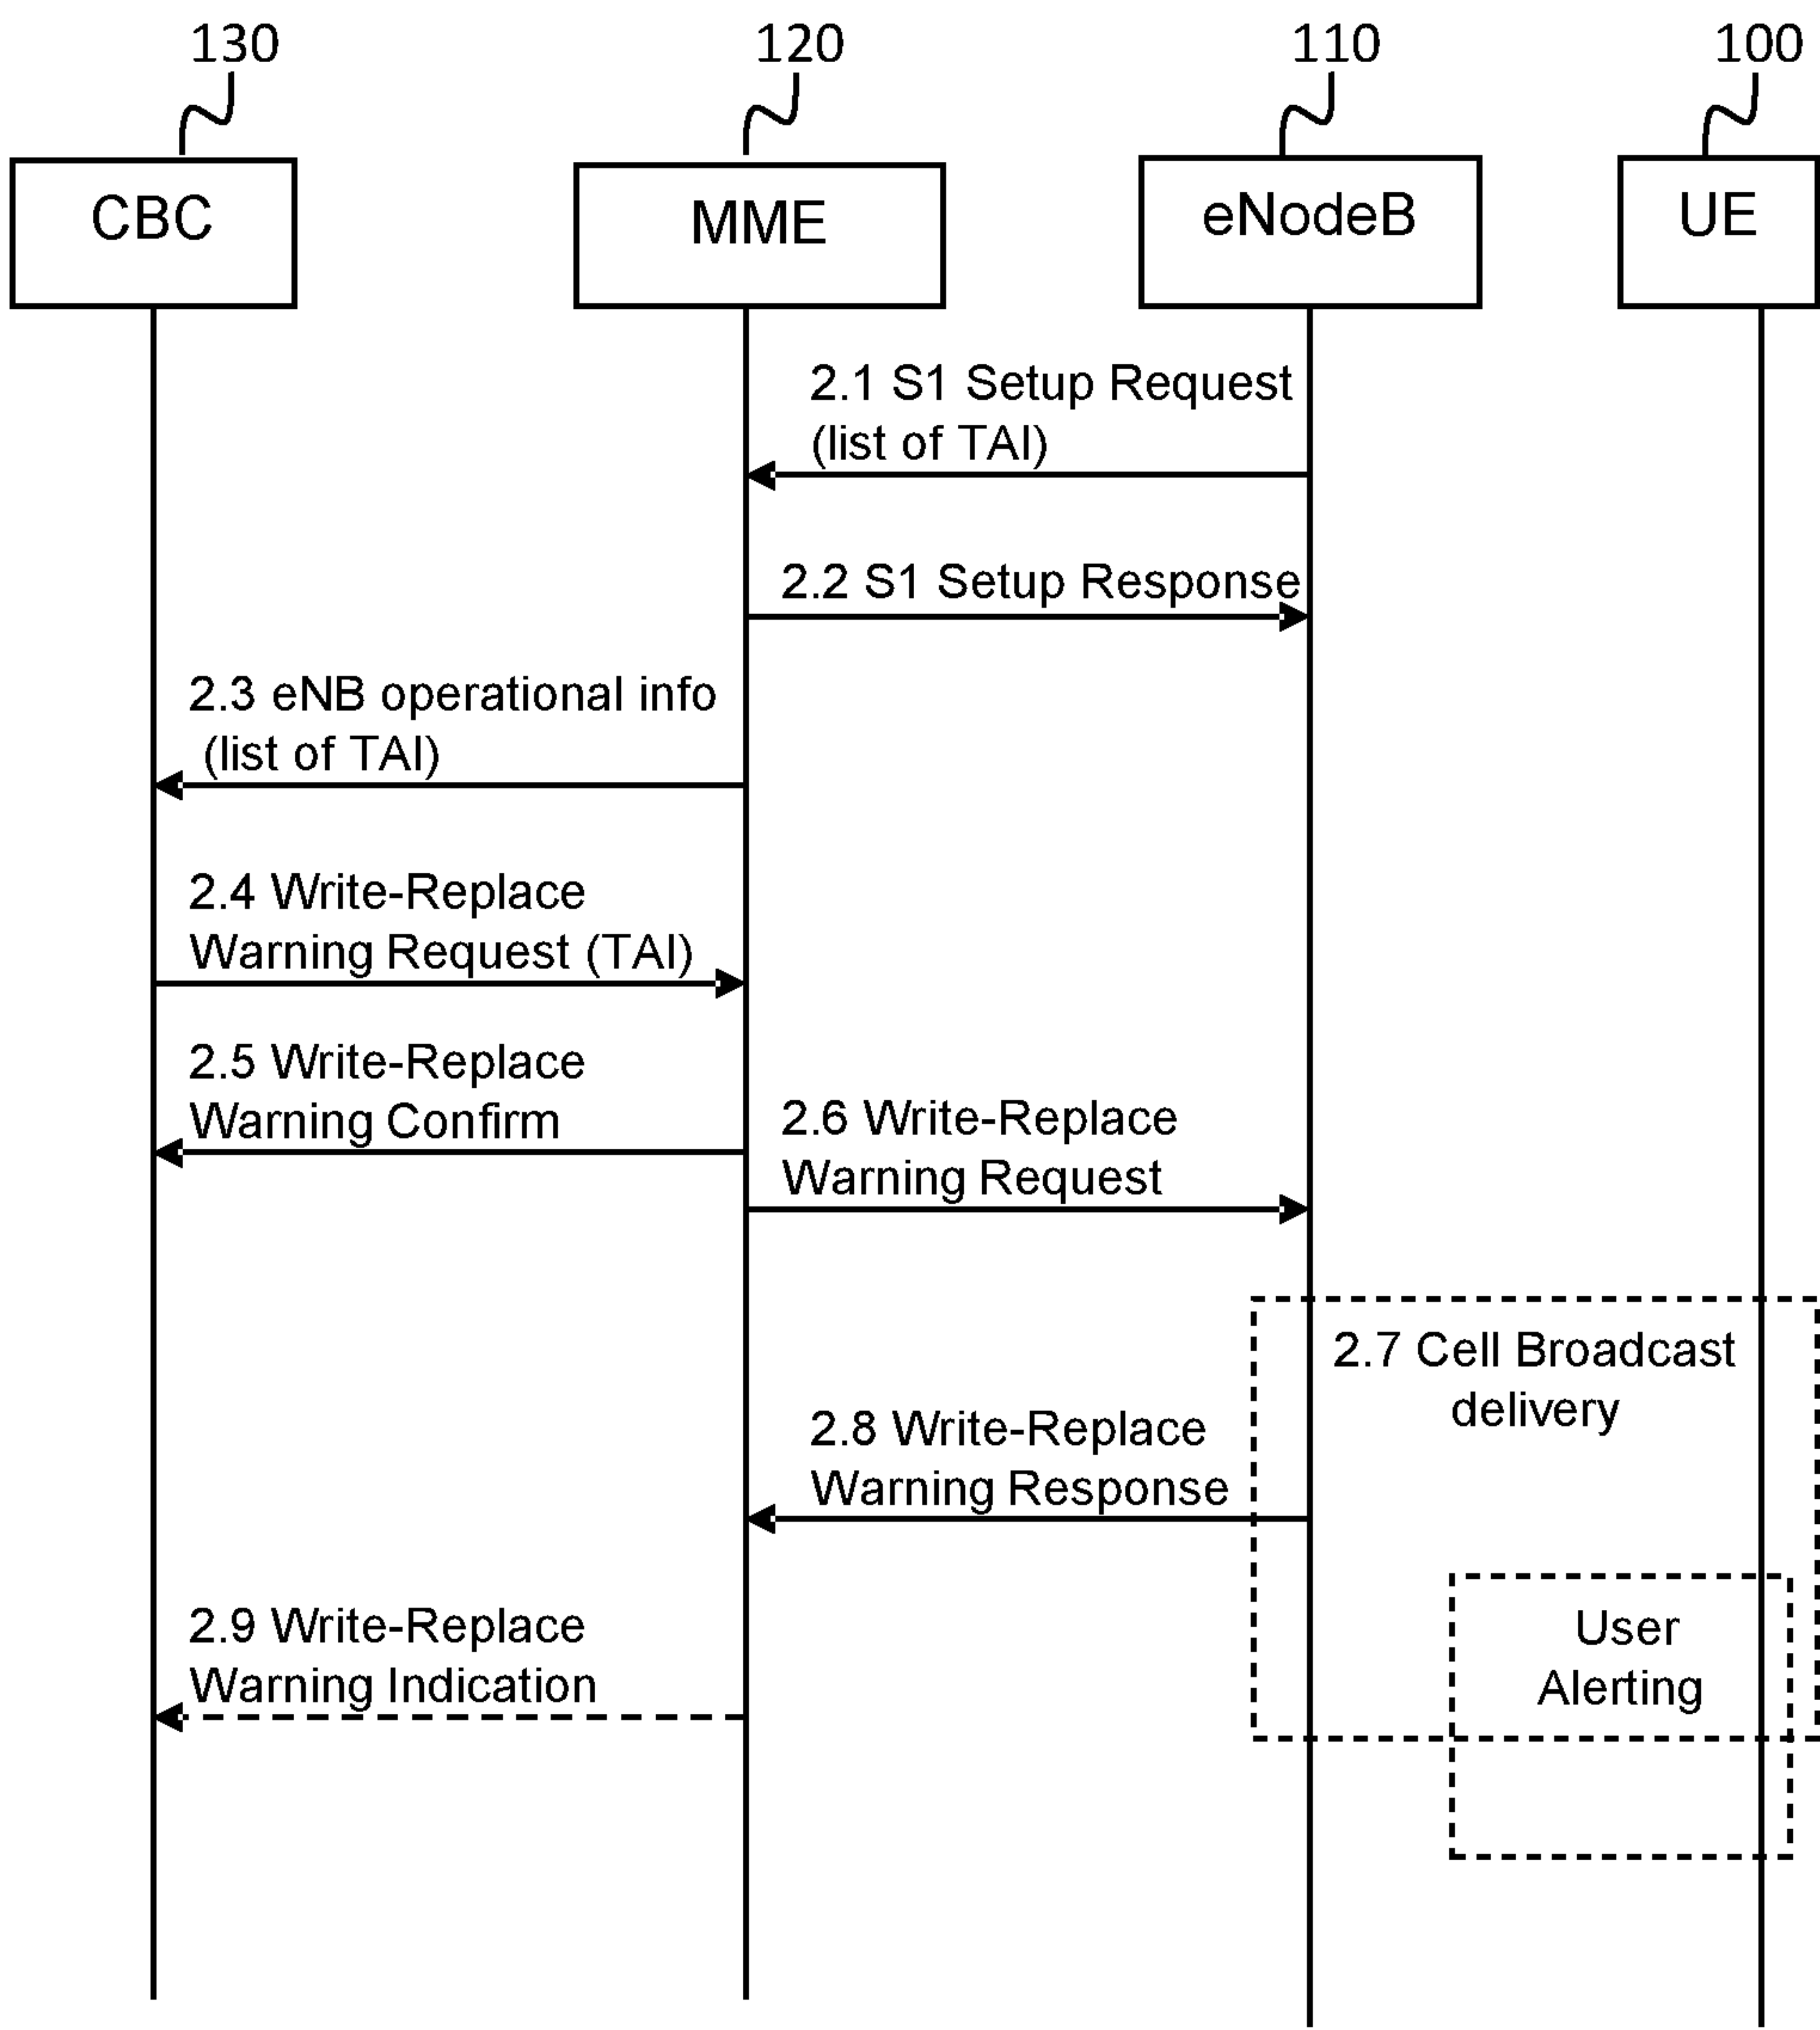 130
120
110
100
CBC
MME
eNodeB
UE
2.1 S1 Setup Request
(list of TAI)
2.2 S1 Setup Response
2.3 eNB operational info
(list of TAI)
2.4 Write-Replace
Warning Request (TAI)
2.5 Write-Replace
Warning Confirm
2.6 Write-Replace
Warning Request
2.7 Cell Broadcast
delivery
2.8 Write-Replace
Warning Response
User
Alerting
2.9 Write-Replace
Warning Indication